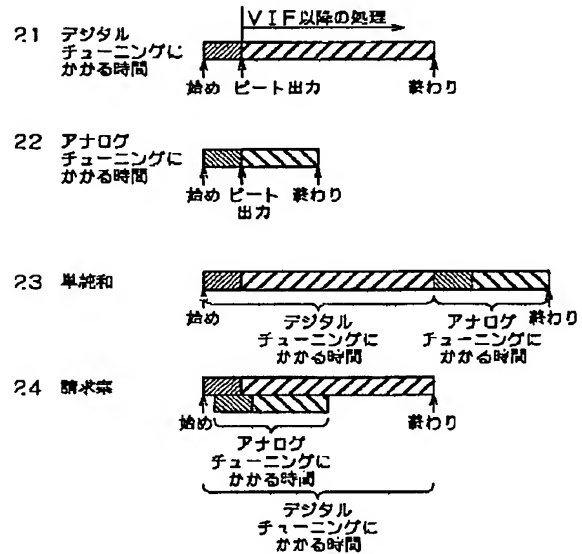 VIF以降の処理
21 デジタル
チューニングに
かかる時間
始め ビート出力 終わり
22 アナログ
チューニングに
かかる時間
始め ビート 終わり
出力
23 単純和
始め 終わり
デジタル アナログ
チューニングに チューニングに
かかる時間 かかる時間
24 請求案
始め 終わり
アナログ
チューニングに
かかる時間
デジタル
チューニングに
かかる時間